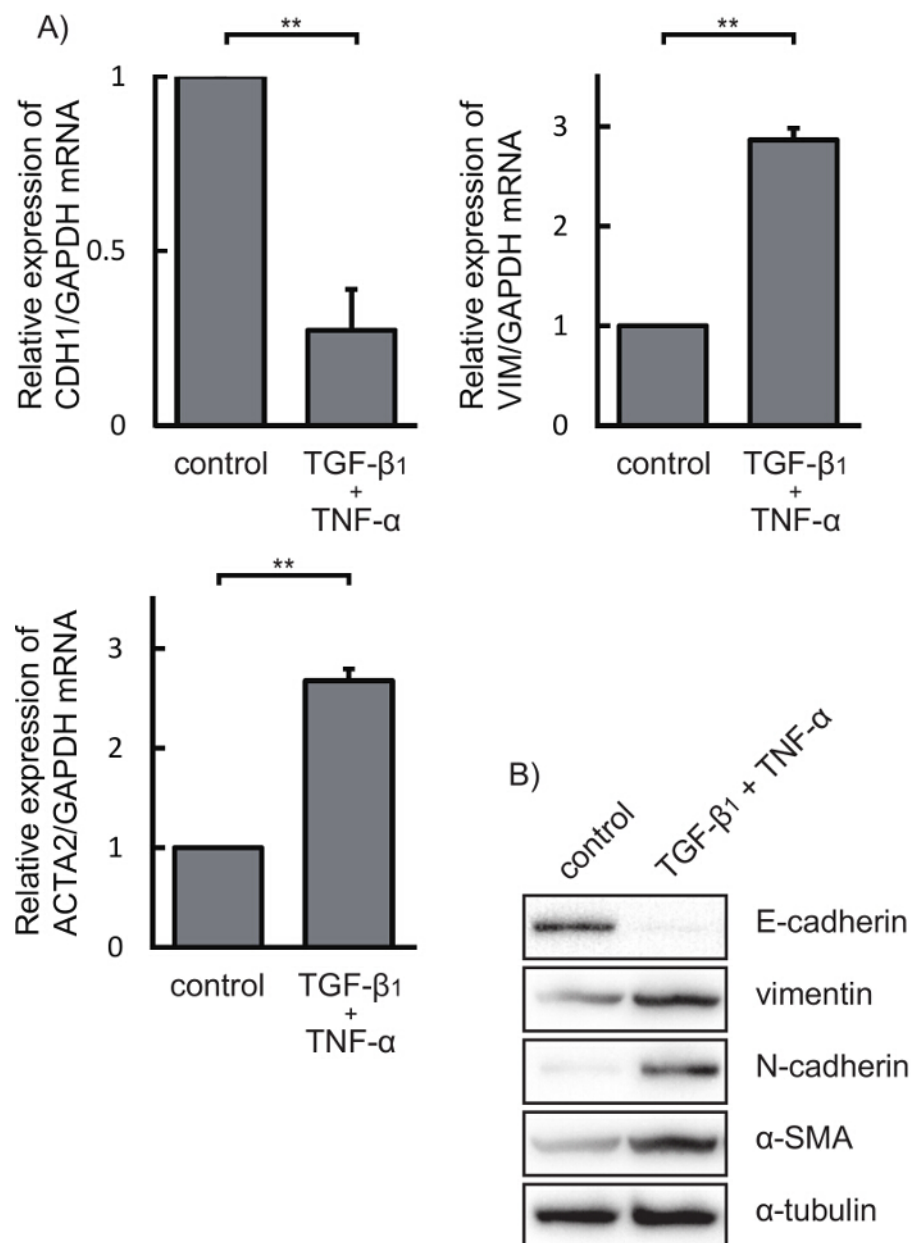 A)
**
Relative expression of
CDH1/GAPDH mRNA
1
0.5
0
control
TGF-β1
+
TNF-α
**
Relative expression of
VIM/GAPDH mRNA
3
2
1
0
control
TGF-β1
+
TNF-α
**
Relative expression of
ACTA2/GAPDH mRNA
3
2
1
0
control
TGF-β1
+
TNF-α
B)
control
TGF-β1 + TNF-α
E-cadherin
vimentin
N-cadherin
α-SMA
α-tubulin